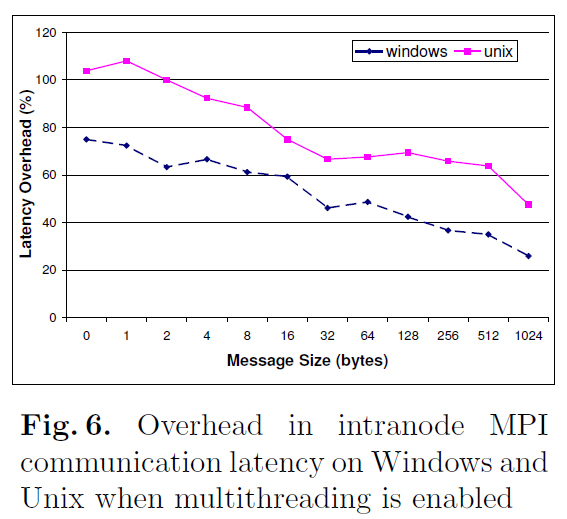 120
100
80
60
40
20
0
Latency Overhead (%)
windows unix
0 1 2 4 8 16 32 64 128 256 512 1024
Message Size (bytes)
Fig. 6. Overhead in intranode MPI
communication latency on Windows and
Unix when multithreading is enabled